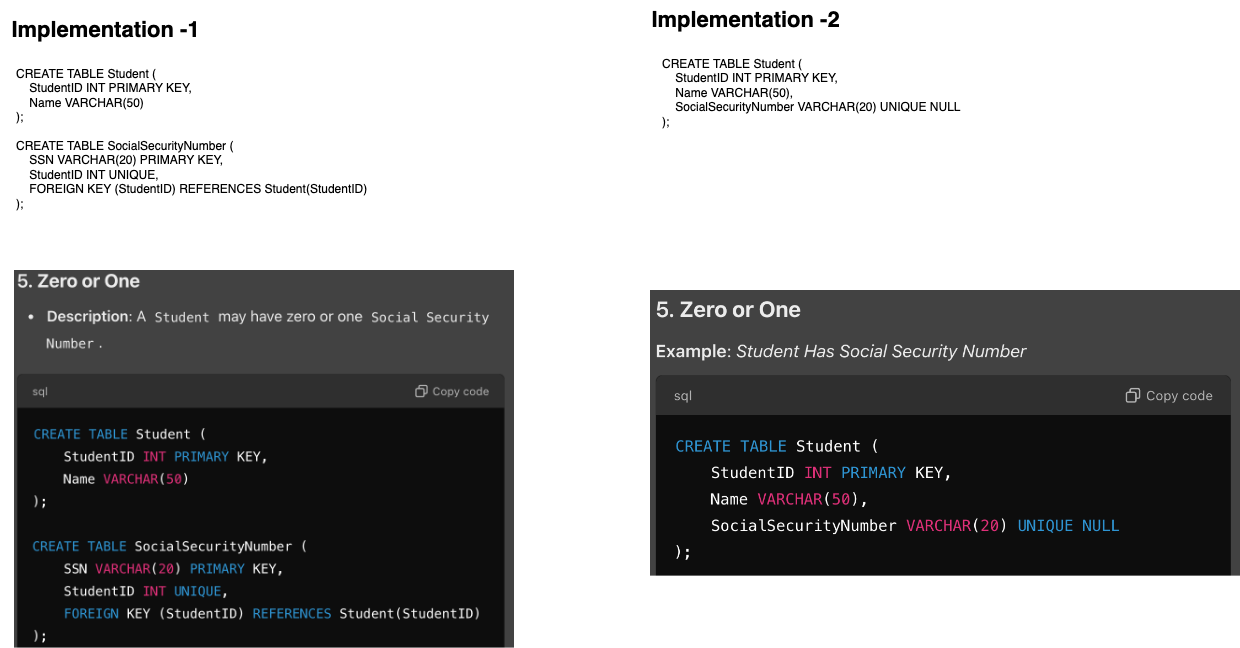 Implementation -1
CREATE TABLE Student (
StudentID INT PRIMARY KEY,
Name VARCHAR(50)
);
CREATE TABLE SocialSecurityNumber (
SSN VARCHAR(20) PRIMARY KEY,
StudentID INT UNIQUE,
FOREIGN KEY (StudentID) REFERENCES Student(StudentID)
);
5. Zero or One
• Description: A Student may have zero or one Social Security
Number.
sql
Copy code
CREATE TABLE Student (
StudentID INT PRIMARY KEY,
Name VARCHAR(50)
);
CREATE TABLE SocialSecurityNumber (
SSN VARCHAR(20) PRIMARY KEY,
StudentID INT UNIQUE,
FOREIGN KEY (StudentID) REFERENCES Student(StudentID)
);
Implementation -2
CREATE TABLE Student (
StudentID INT PRIMARY KEY,
Name VARCHAR(50),
SocialSecurityNumber VARCHAR(20) UNIQUE NULL
);
5. Zero or One
Example: Student Has Social Security Number
sql
Copy code
CREATE TABLE Student (
StudentID INT PRIMARY KEY,
Name VARCHAR(50),
SocialSecurityNumber VARCHAR(20) UNIQUE NULL
);